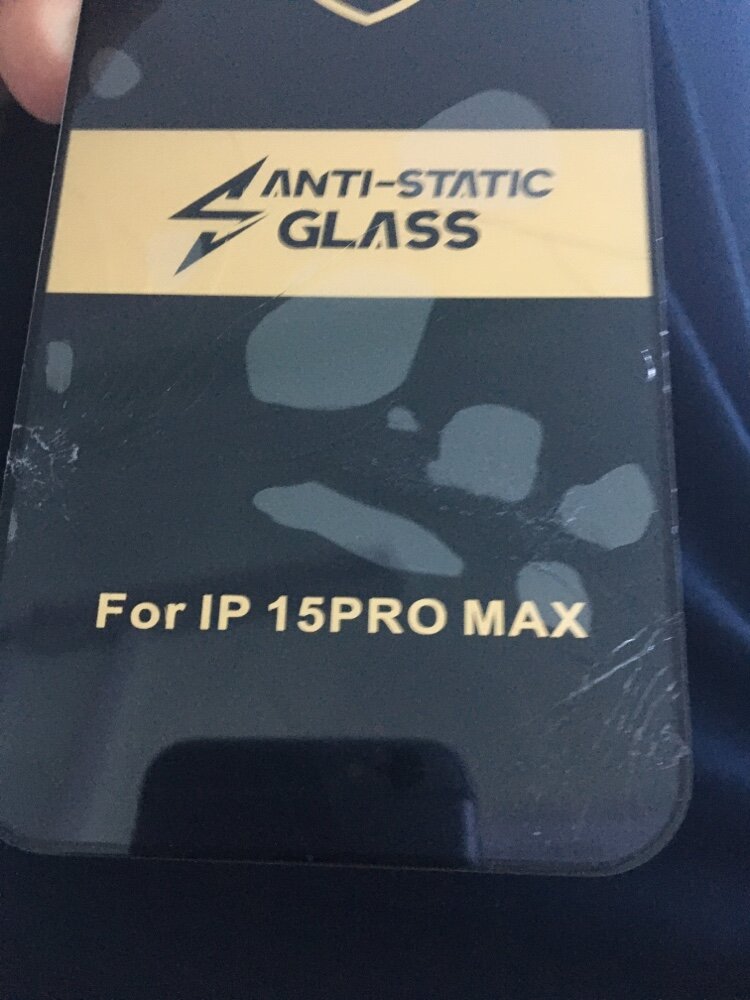 ANTI-STATIC
GLASS
For IP 15PRO MAX